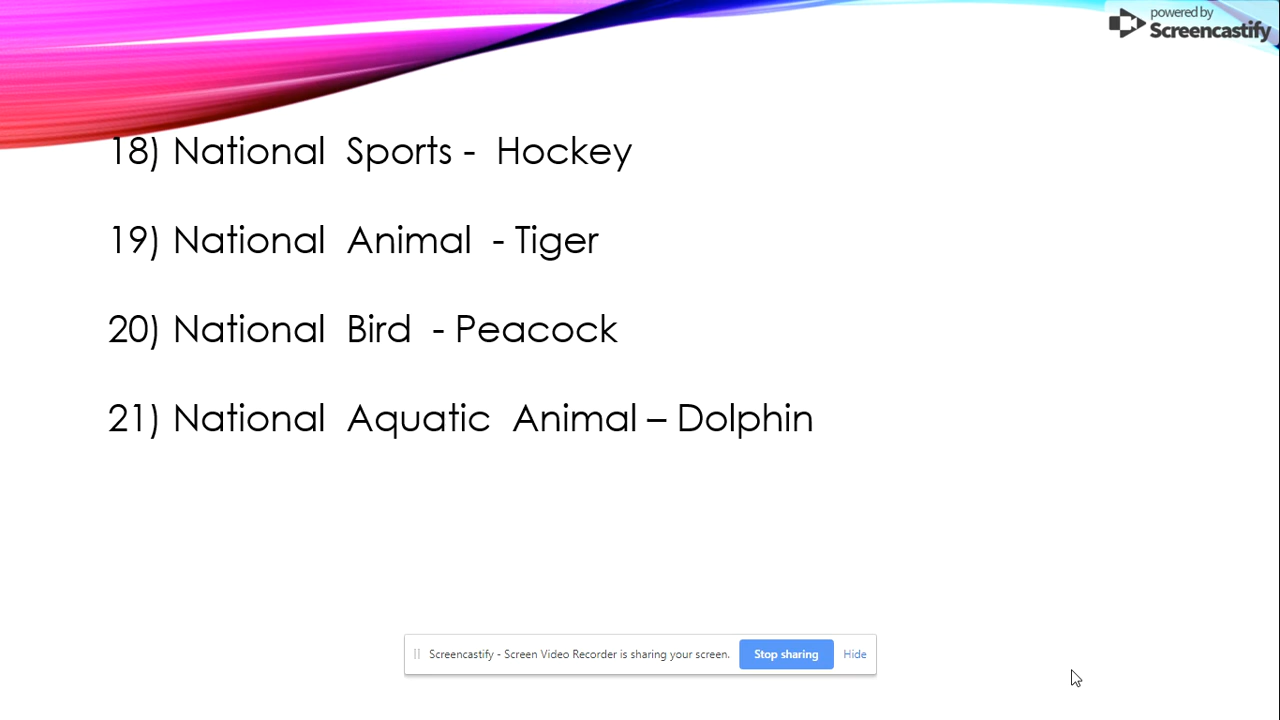 powered by
Screencastify
18) National Sports - Hockey
19) National Animal - Tiger
20) National Bird - Peacock
21) National Aquatic Animal – Dolphin
Screencastify - Screen Video Recorder is sharing your screen. Stop sharing Hide